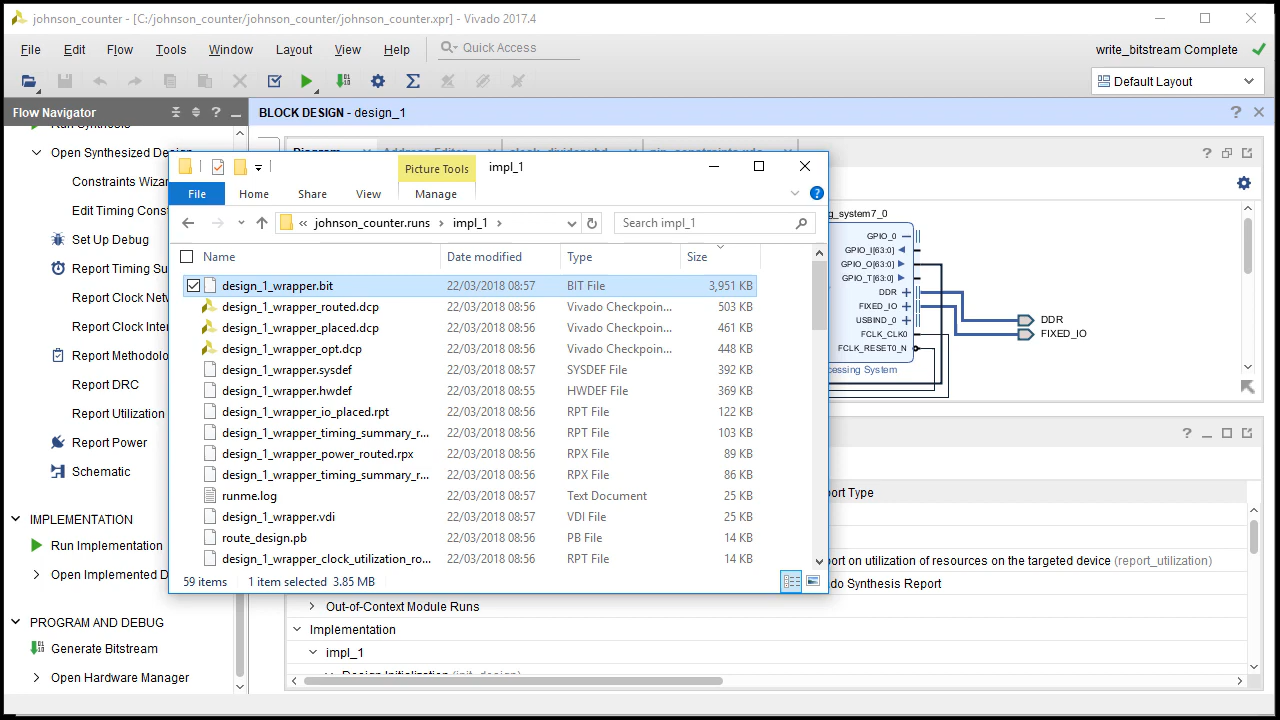 johnson_counter - [C:/johnson_counter/johnson_counter/johnson_counter.xpr] - Vivado 2017.4
File Edit Flow Tools Window Layout View Help Quick Access write_bitstream Complete
Default Layout
Flow Navigator
BLOCK DESIGN - design_1
Open Synthesized Design
Constraints Wizar
Edit Timing Const
Set Up Debug
Report Timing Su
Report Clock Netw
Report Clock Inter
Report Methodolo
Report DRC
Report Utilization
Report Power
Schematic
IMPLEMENTATION
Run Implementation
Open Implemented D
PROGRAM AND DEBUG
Generate Bitstream
Open Hardware Manager
Picture Tools impl_1
File Home Share View Manage
« johnson_counter.runs impl_1 Search impl_1
Name Date modified Type Size
design_1_wrapper.bit 22/03/2018 08:57 BIT File 3,951 KB
design_1_wrapper_routed.dcp 22/03/2018 08:56 Vivado Checkpoin... 503 KB
design_1_wrapper_placed.dcp 22/03/2018 08:56 Vivado Checkpoin... 461 KB
design_1_wrapper_opt.dcp 22/03/2018 08:56 Vivado Checkpoin... 448 KB
design_1_wrapper.sysdef 22/03/2018 08:56 SYSDEF File 392 KB
design_1_wrapper.hwdef 22/03/2018 08:55 HWDEF File 369 KB
design_1_wrapper_io_placed.rpt 22/03/2018 08:56 RPT File 122 KB
design_1_wrapper_timing_summary_r... 22/03/2018 08:56 RPT File 103 KB
design_1_wrapper_power_routed.rpx 22/03/2018 08:56 RPX File 89 KB
design_1_wrapper_timing_summary_r... 22/03/2018 08:56 RPX File 86 KB
runme.log 22/03/2018 08:57 Text Document 25 KB
design_1_wrapper.vdi 22/03/2018 08:57 VDI File 25 KB
route_design.pb 22/03/2018 08:56 PB File 14 KB
design_1_wrapper_clock_utilization_ro... 22/03/2018 08:56 RPT File 14 KB
59 items 1 item selected 3.85 MB
g_system7_0
GPIO_0
GPIO_I[63:0]
GPIO_O[63:0]
GPIO_T[63:0]
DDR
FIXED_IO
USBIND_0
FCLK_CLK0
FCLK_RESET0_N
DDR
FIXED_IO
cessing System
ort Type
ort on utilization of resources on the targeted device (report_utilization)
ado Synthesis Report
Out-of-Context Module Runs
Implementation
impl_1
Design Initialization (init_design)